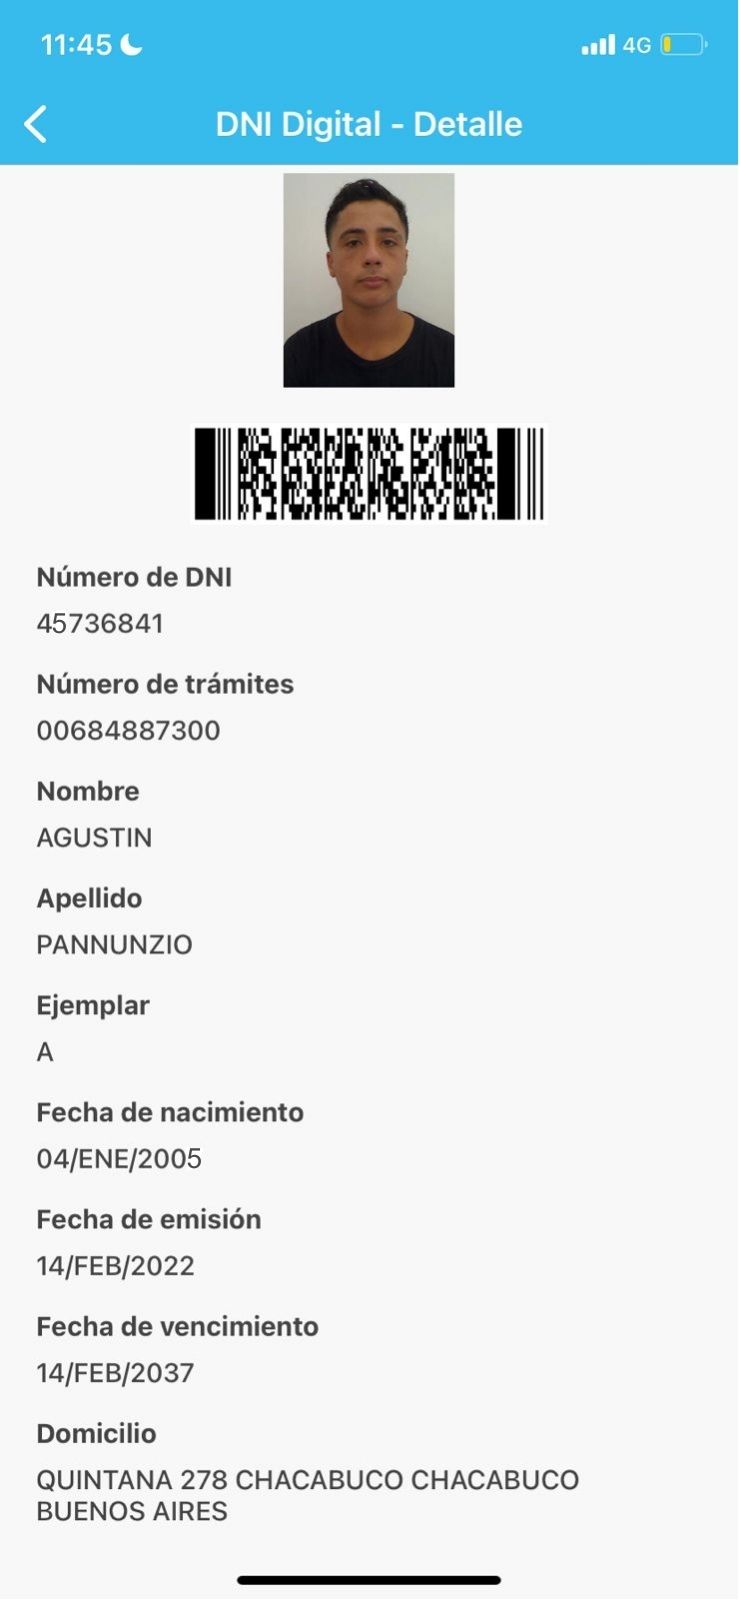 11:45
4G
DNI Digital - Detalle
Número de DNI
45736841
Número de trámites
00684887300
Nombre
AGUSTIN
Apellido
PANNUNZIO
Ejemplar
A
Fecha de nacimiento
04/ENE/2005
Fecha de emisión
14/FEB/2022
Fecha de vencimiento
14/FEB/2037
Domicilio
QUINTANA 278 CHACABUCO CHACABUCO
BUENOS AIRES